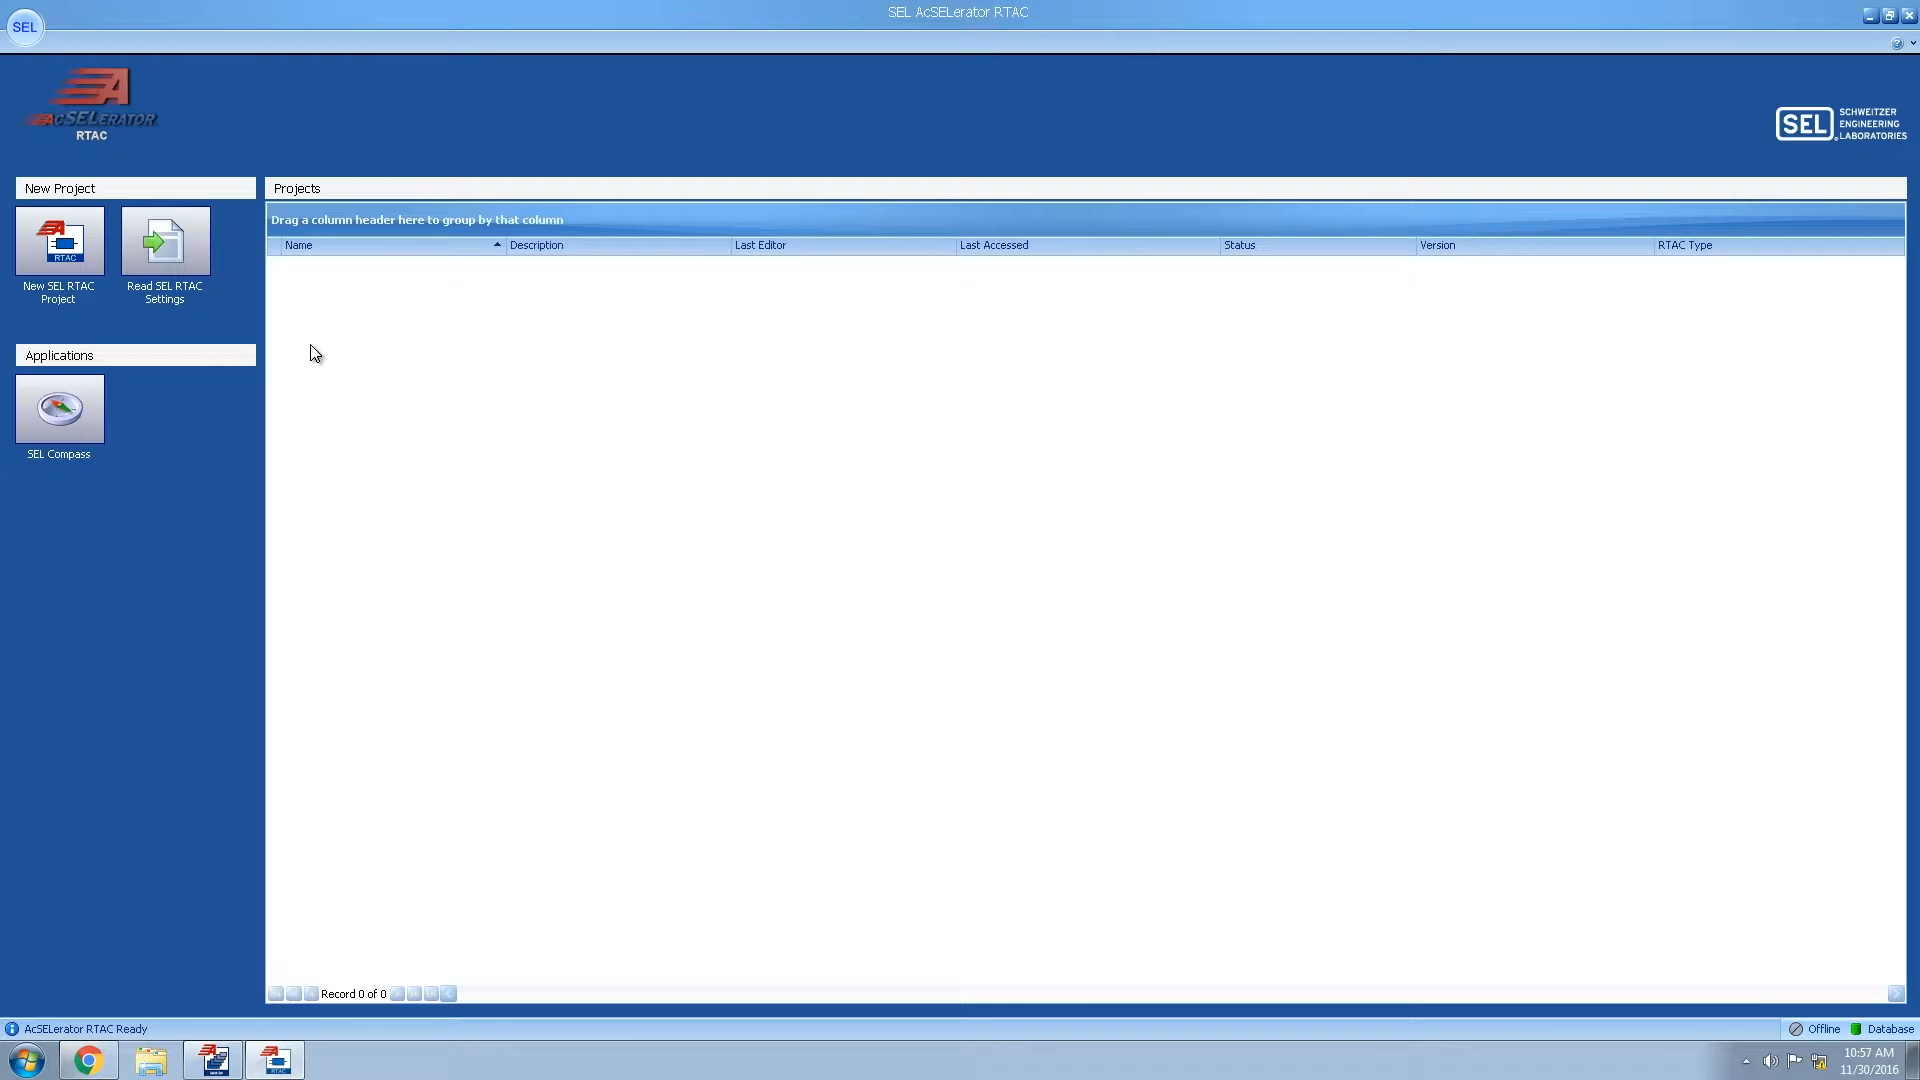 SEL AcSELerator RTAC
SEL
AcSELERATOR
RTAC
SEL
SCHWEITZER
ENGINEERING
LABORATORIES
New Project
Projects
RTAC
New SEL RTAC
Project
Read SEL RTAC
Settings
Drag a column header here to group by that column
Name
Description
Last Editor
Last Accessed
Status
Version
RTAC Type
Applications
SEL Compass
Record 0 of 0
AcSELerator RTAC Ready
Offline
Database
RTAC
10:57 AM
11/30/2016